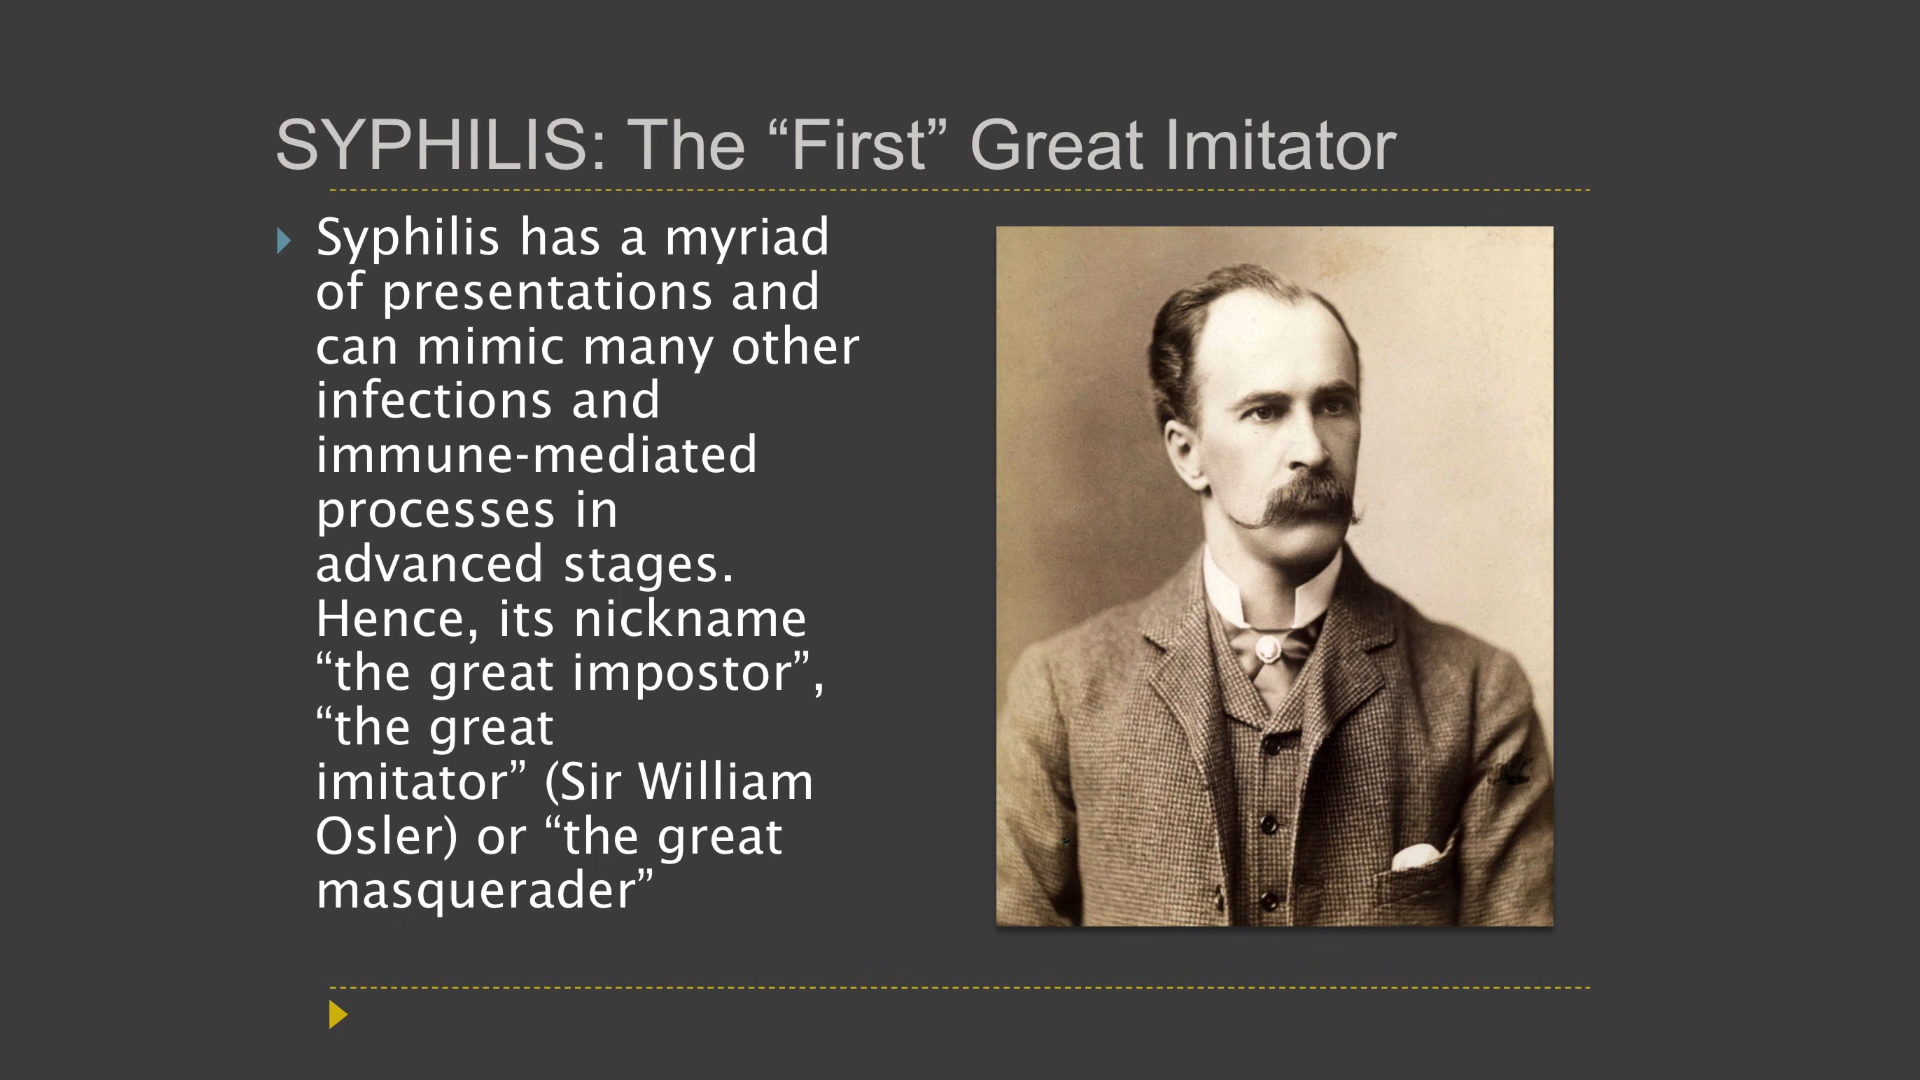 SYPHILIS: The “First” Great Imitator
Syphilis has a myriad
of presentations and
can mimic many other
infections and
immune-mediated
processes in
advanced stages.
Hence, its nickname
“the great impostor”,
“the great
imitator” (Sir William
Osler) or “the great
masquerader”